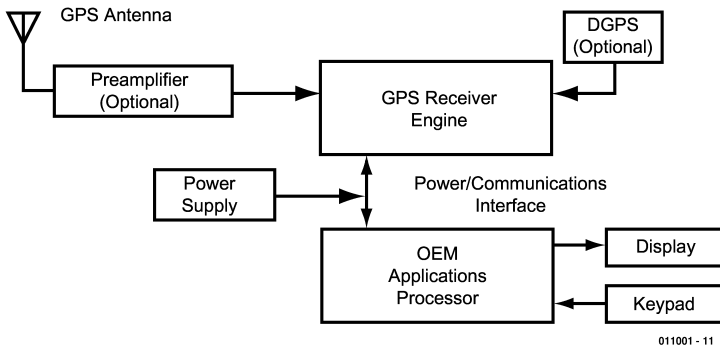 GPS Antenna
DGPS
(Optional)
Preamplifier
(Optional)
GPS Receiver
Engine
Power
Supply
Power/Communications
Interface
OEM
Applications
Processor
Display
Keypad
011001 - 11